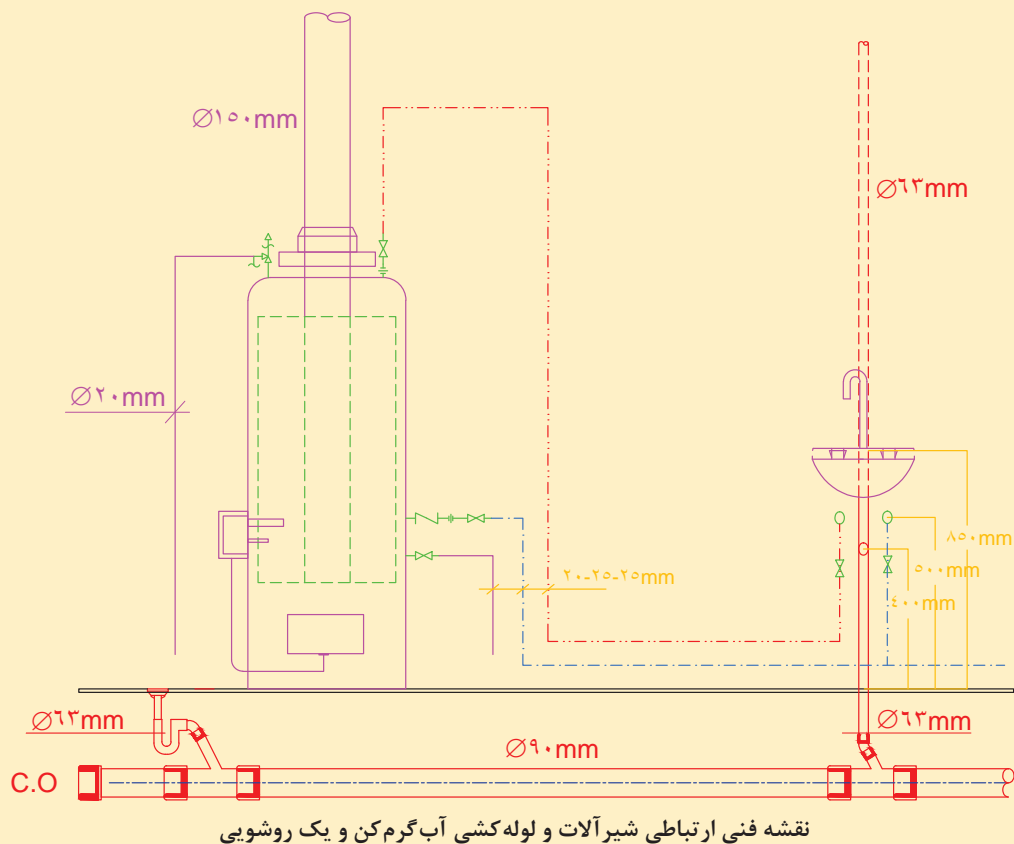 Ø۱۵۰mm
Ø۶۳mm
Ø۲۰mm
۸۵۰mm
۵۰۰mm
۲۰-۲۵-۲۵mm
٤۰۰mm
Ø۶۳mm
Ø۶۳mm
Ø۹۰mm
C.O
نقشه فنی ارتباطی شیرآلات و لوله‌کشی آب‌گرم‌کن و یک روشویی